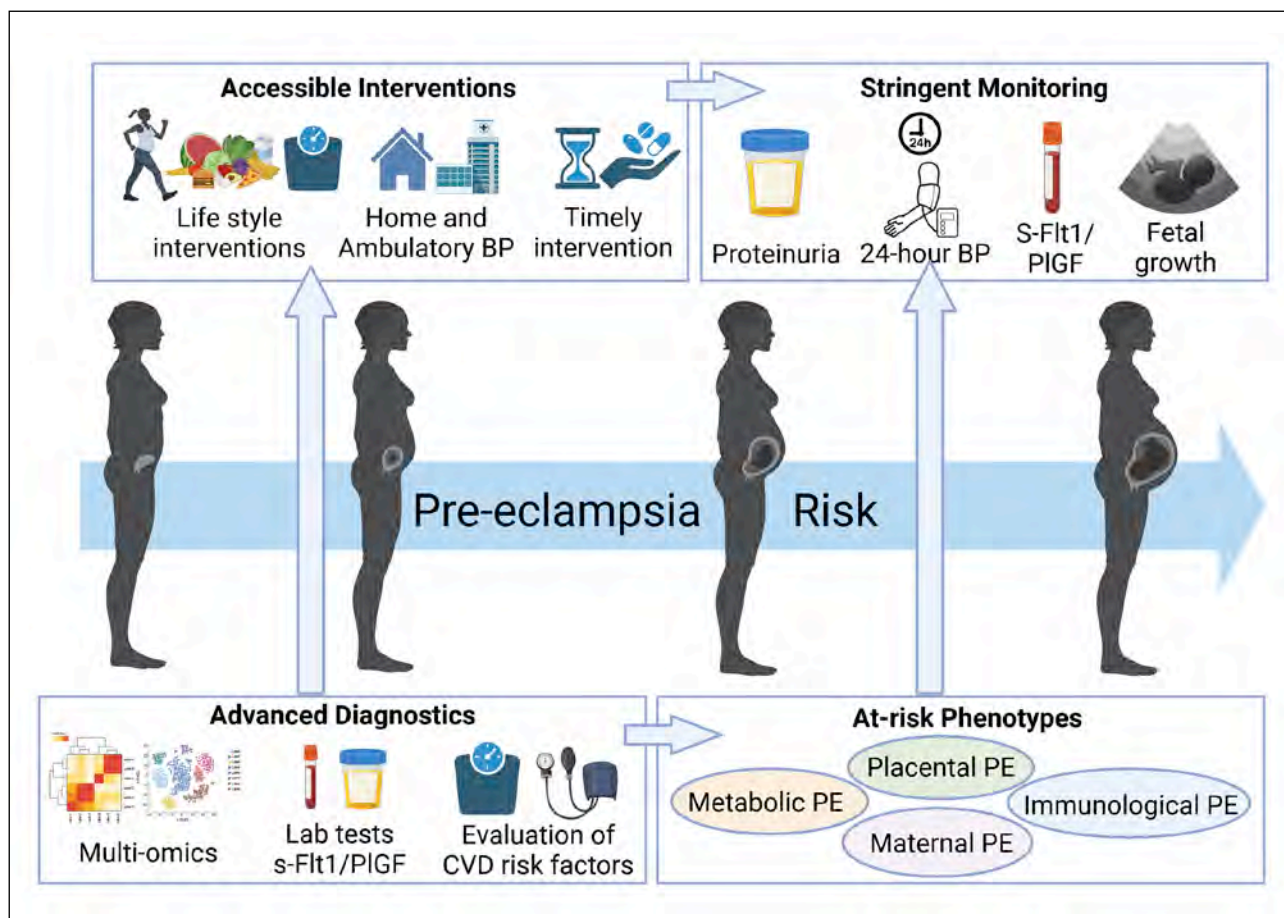 Accessible Interventions
Life style
interventions
Home and
Ambulatory BP
Timely
intervention
Stringent Monitoring
24h
Proteinuria
24-hour BP
S-Flt1/
PlGF
Fetal
growth
Pre-eclampsia Risk
Advanced Diagnostics
Multi-omics
Lab tests
s-Flt1/PlGF
Evaluation of
CVD risk factors
At-risk Phenotypes
Placental PE
Metabolic PE
Immunological PE
Maternal PE